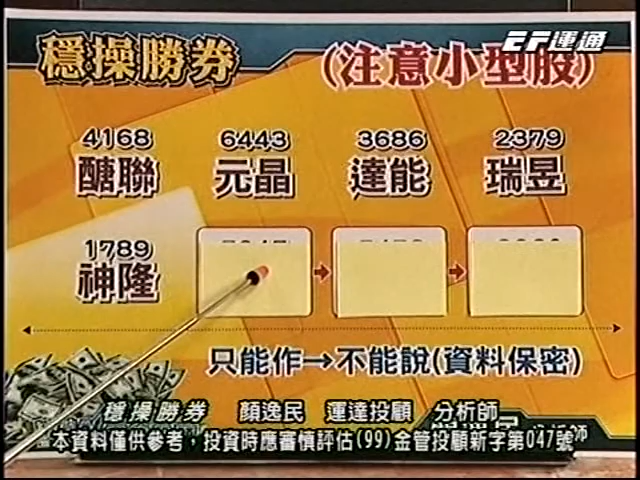 EF運通
穩操勝券 (注意小型股)
4168 6443 3686 2379
醣聯 元晶 達能 瑞昱
1789
神隆 → →
只能作→不能說(資料保密)
穩操勝券 顏逸民 運達投顧 分析師
本資料僅供參考,投資時應審慎評估(99)金管投顧新字第047號